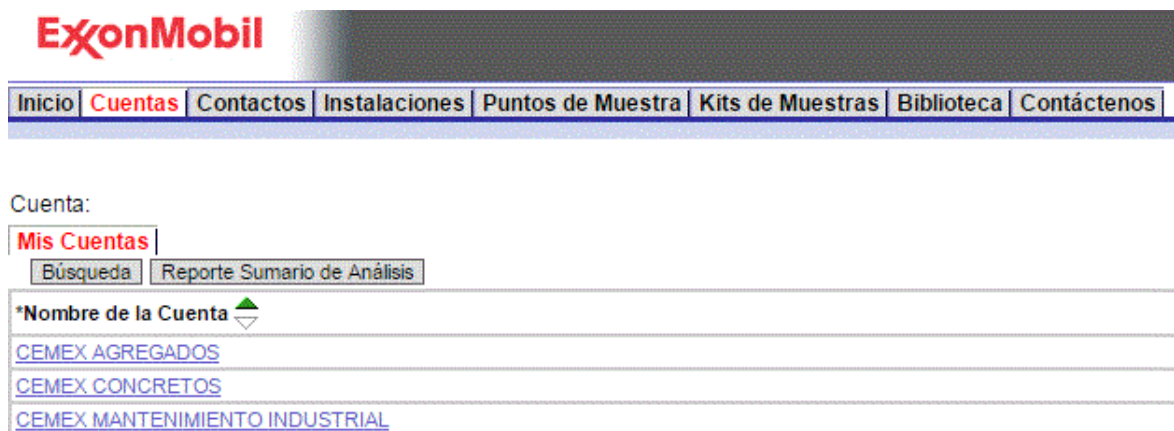 ExxonMobil
Inicio Cuentas Contactos Instalaciones Puntos de Muestra Kits de Muestras Biblioteca Contáctenos
Cuenta:
Mis Cuentas
Búsqueda Reporte Sumario de Análisis
*Nombre de la Cuenta
CEMEX AGREGADOS
CEMEX CONCRETOS
CEMEX MANTENIMIENTO INDUSTRIAL